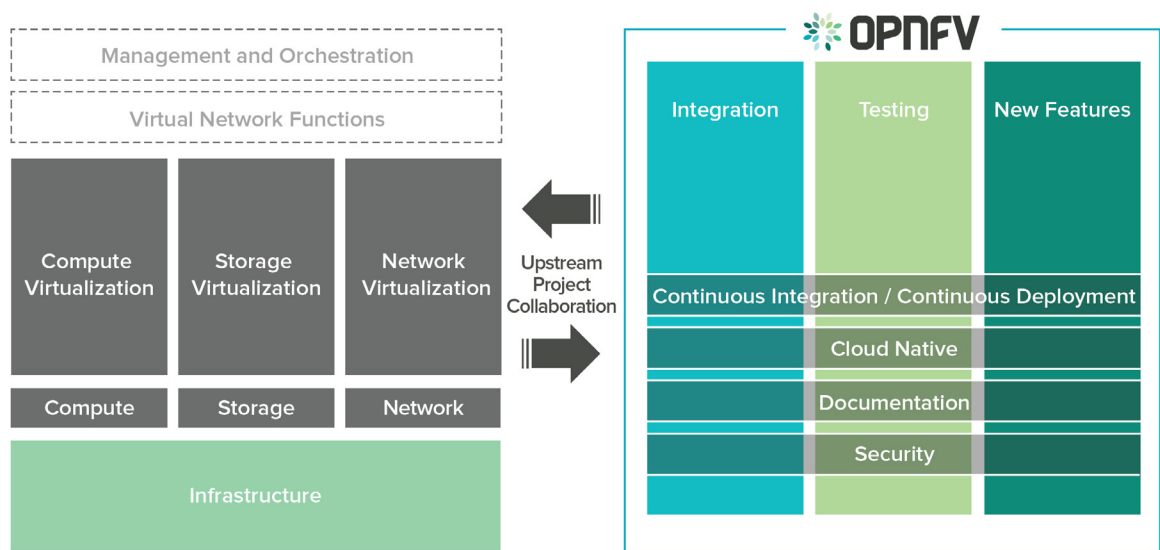 Management and Orchestration
Virtual Network Functions
Compute
Virtualization
Storage
Virtualization
Network
Virtualization
Compute
Storage
Network
Infrastructure
Upstream
Project
Collaboration
OPNFV
Integration
Testing
New Features
Continuous Integration / Continuous Deployment
Cloud Native
Documentation
Security